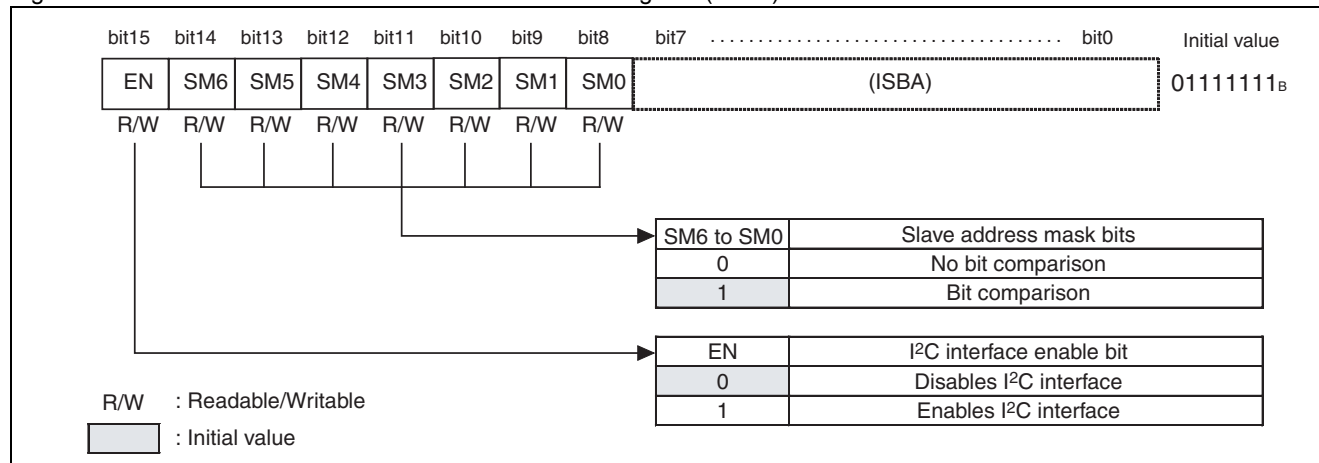 bit15 bit14 bit13 bit12 bit11 bit10 bit9 bit8 bit7 ..................................... bit0 Initial value
EN SM6 SM5 SM4 SM3 SM2 SM1 SM0 (ISBA) 01111111B
R/W R/W R/W R/W R/W R/W R/W R/W
SM6 to SM0 Slave address mask bits
0 No bit comparison
1 Bit comparison
EN I2C interface enable bit
0 Disables I2C interface
1 Enables I2C interface
R/W : Readable/Writable
: Initial value